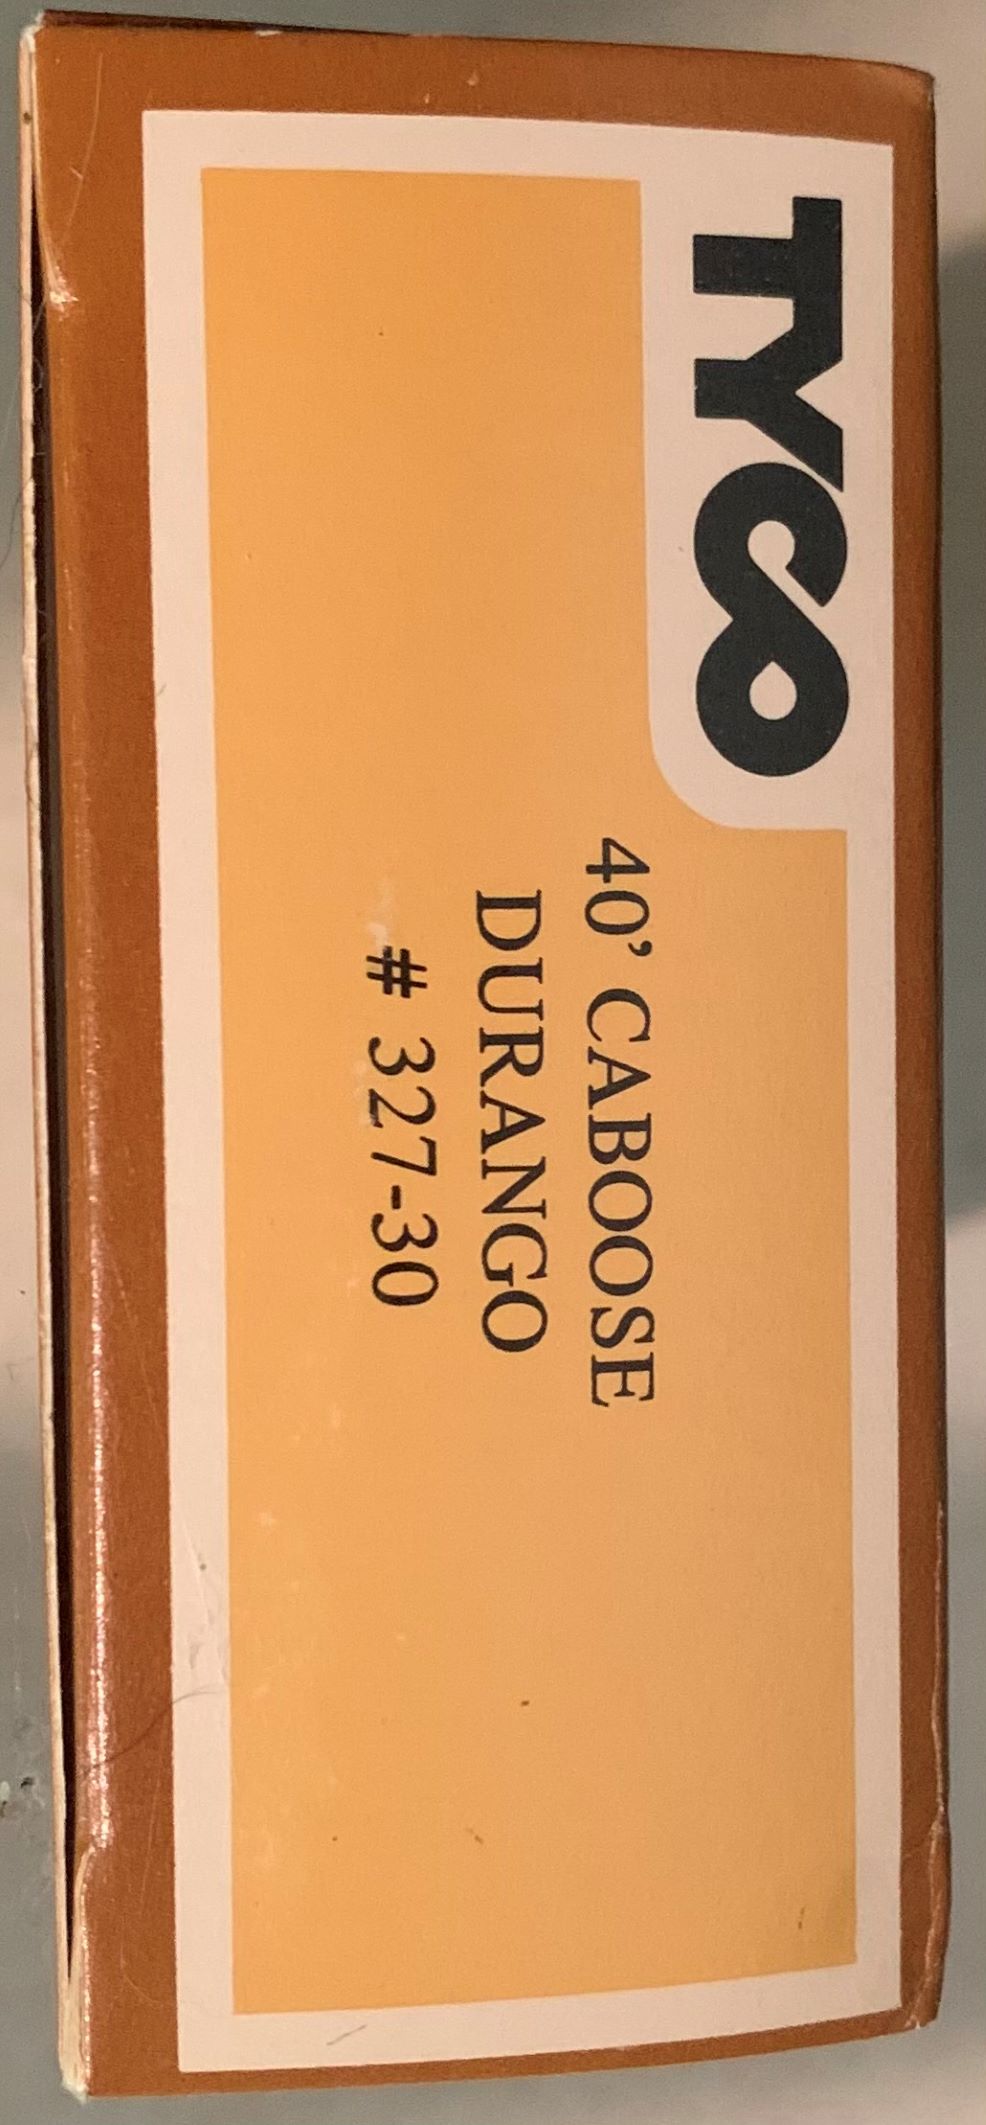 TYCO
40' CABOOSE
DURANGO
# 327-30